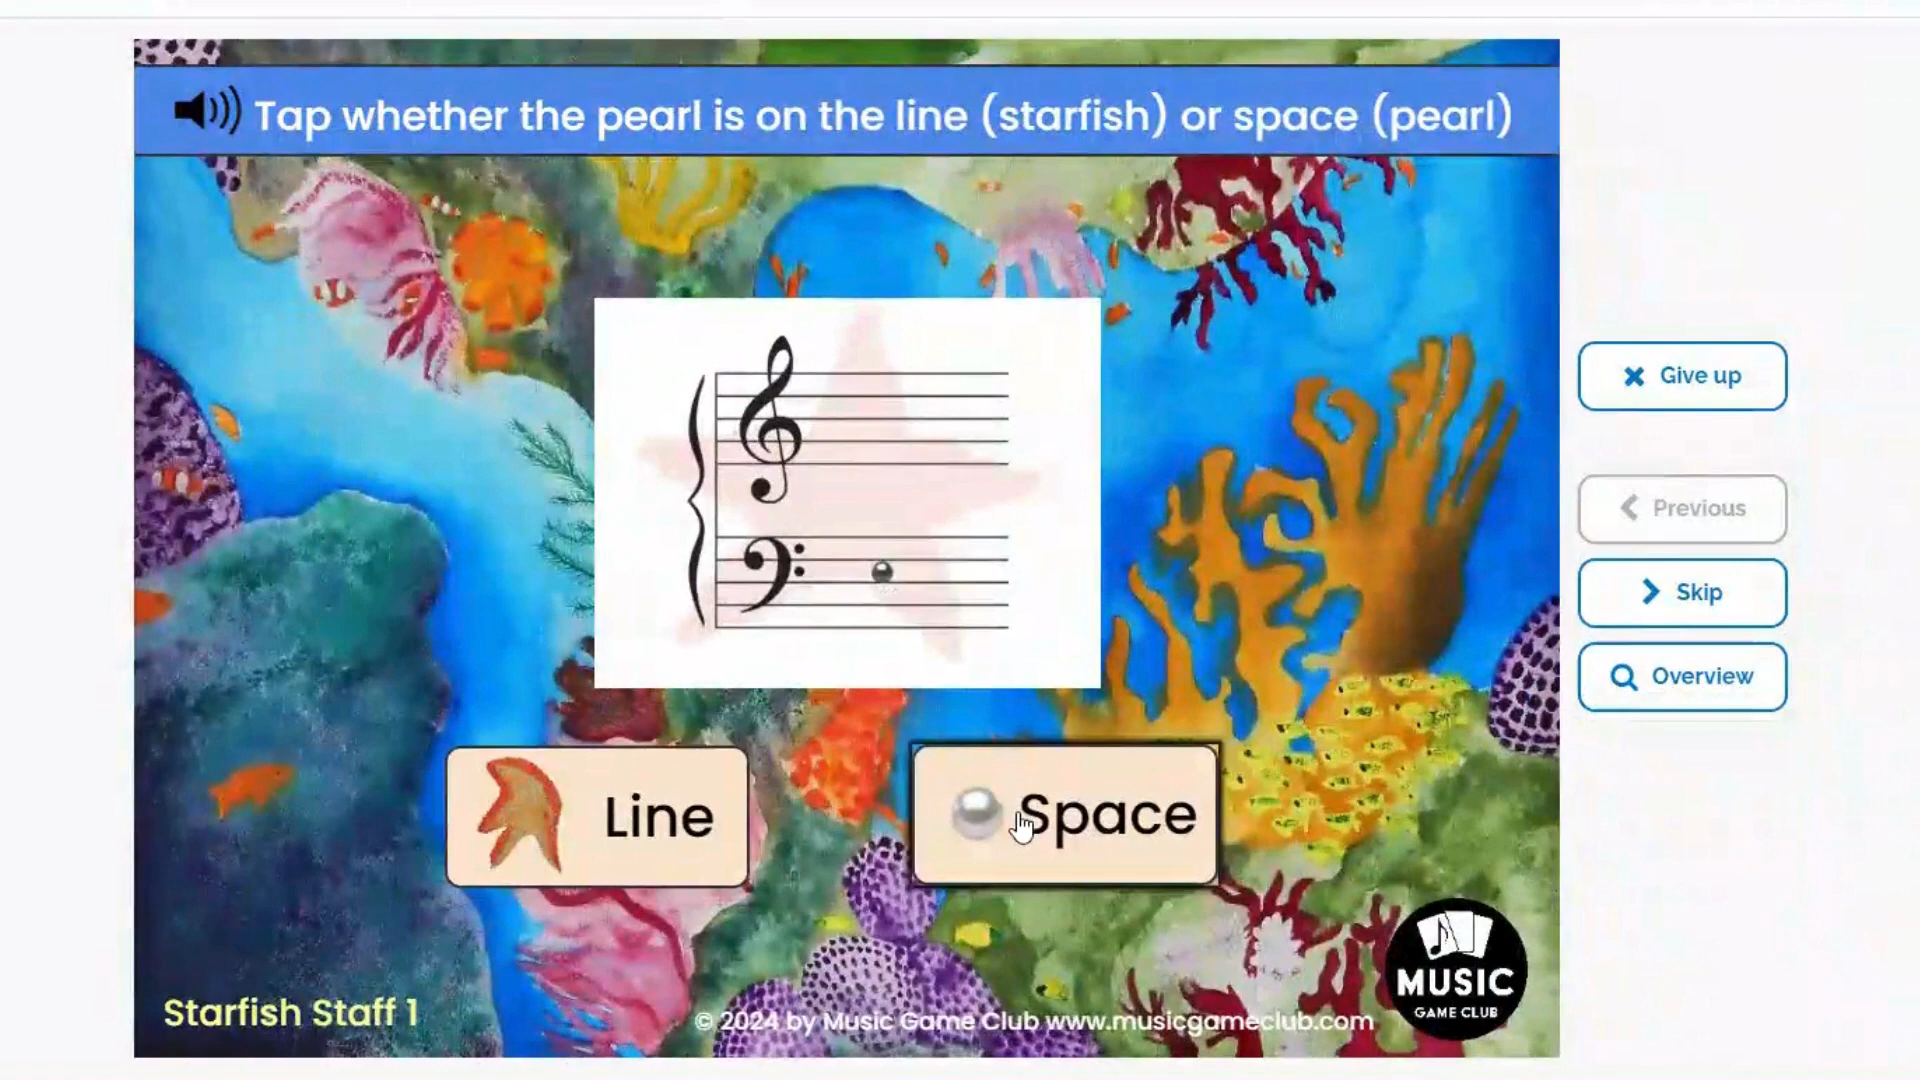 Tap whether the pearl is on the line (starfish) or space (pearl)
Give up
Previous
Skip
Overview
Line
Space
MUSIC
GAME CLUB
Starfish Staff 1
© 2024 by Music Game Club www.musicgameclub.com